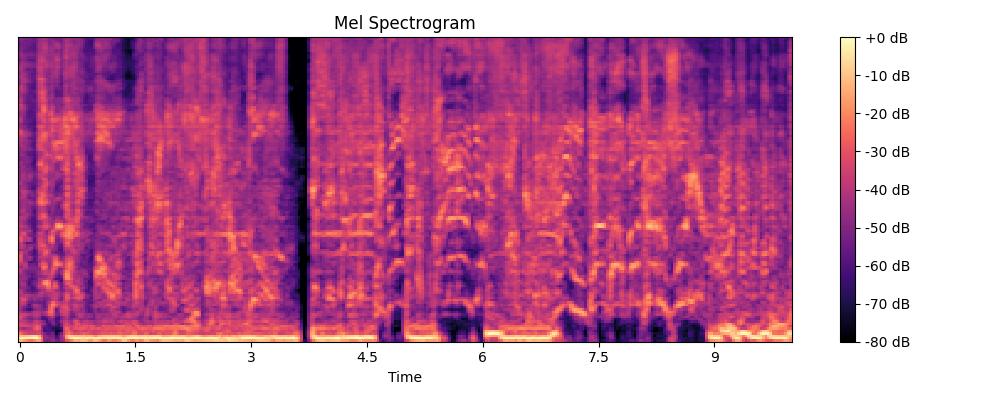 Mel Spectrogram
+0 dB
-10 dB
-20 dB
-30 dB
-40 dB
-50 dB
-60 dB
-70 dB
-80 dB
0 1.5 3 4.5 6 7.5 9
Time